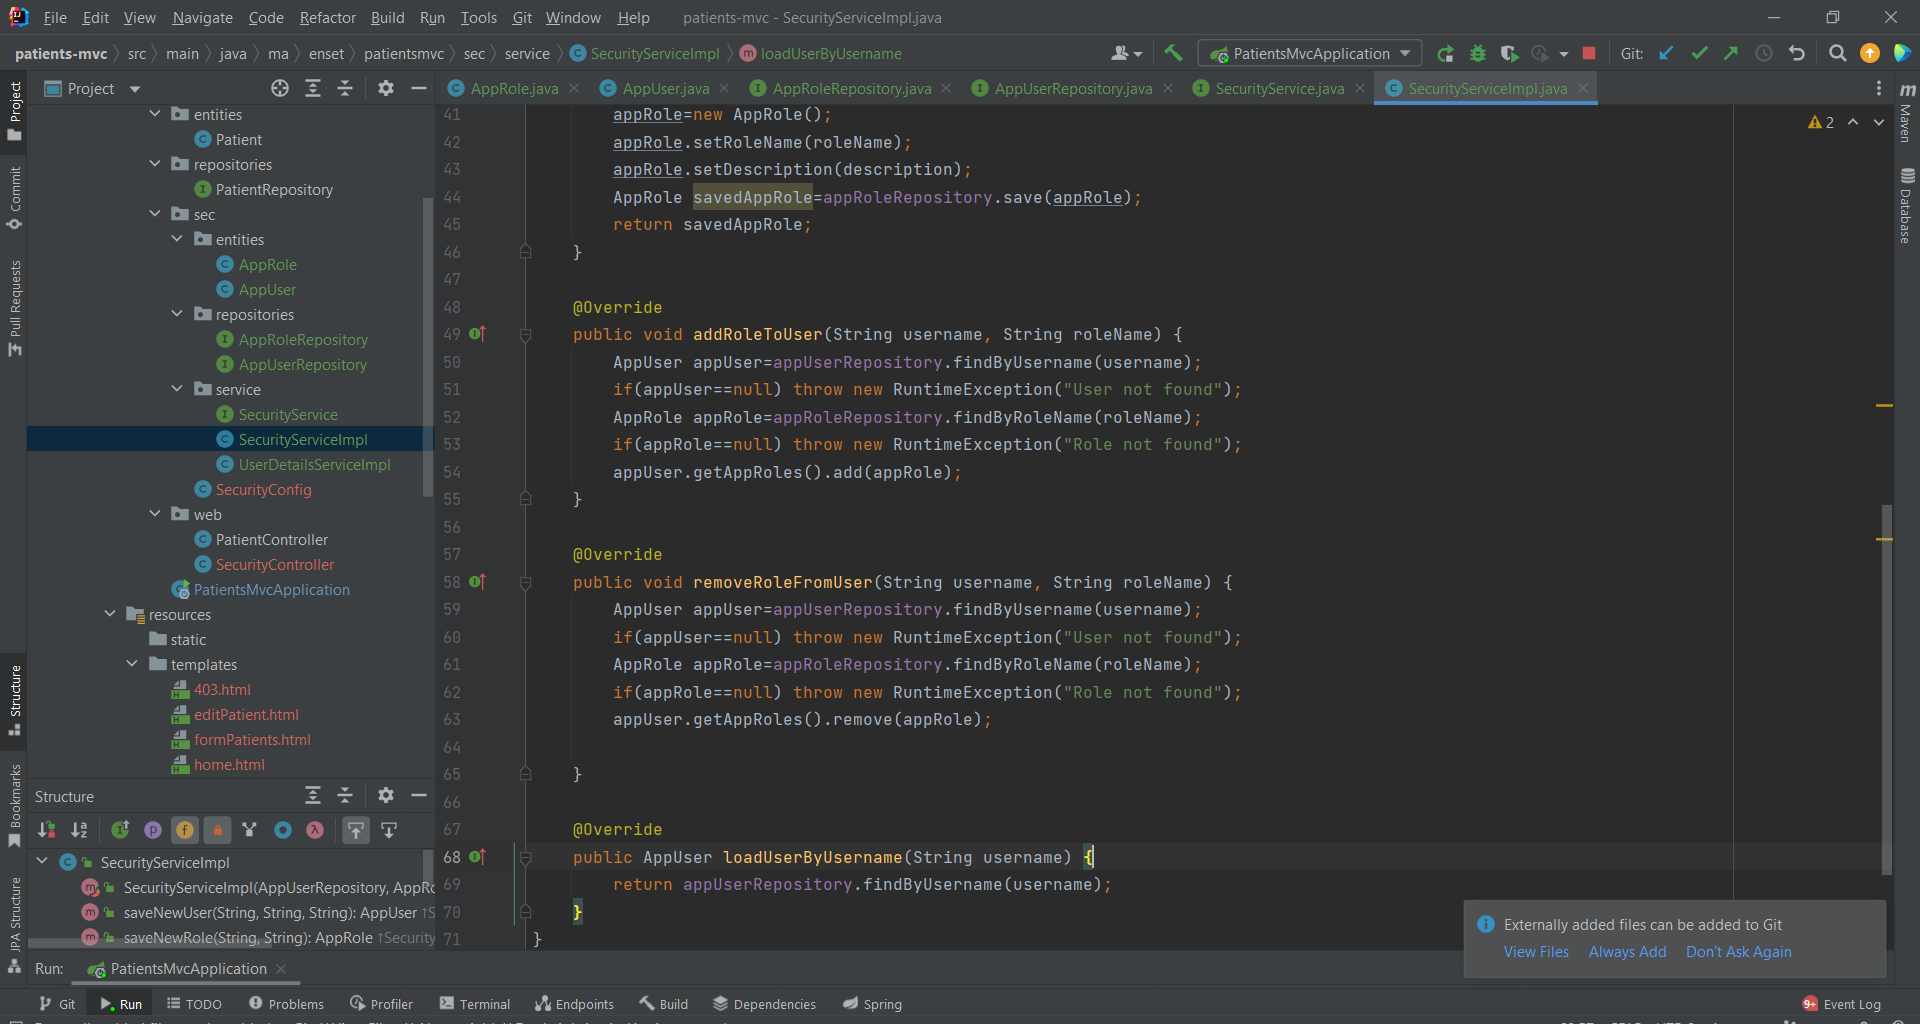 File Edit View Navigate Code Refactor Build Run Tools Git Window Help patients-mvc - SecurityServiceImpl.java
patients-mvc src main java ma enset patientsmvc sec service SecurityServiceImpl loadUserByUsername PatientsMvcApplication Git:
Project
AppRole.java AppUser.java AppRoleRepository.java AppUserRepository.java SecurityService.java SecurityServiceImpl.java
Project
Commit
Pull Requests
Structure
Bookmarks
JPA Structure
entities
Patient
repositories
PatientRepository
sec
entities
AppRole
AppUser
repositories
AppRoleRepository
AppUserRepository
service
SecurityService
SecurityServiceImpl
UserDetailsServiceImpl
SecurityConfig
web
PatientController
SecurityController
PatientsMvcApplication
resources
static
templates
403.html
editPatient.html
formPatients.html
home.html
Structure
SecurityServiceImpl
SecurityServiceImpl(AppUserRepository, AppRo
saveNewUser(String, String, String): AppUser ↑S
saveNewRole(String, String): AppRole ↑Security
2
41 appRole=new AppRole();
42 appRole.setRoleName(roleName);
43 appRole.setDescription(description);
44 AppRole savedAppRole=appRoleRepository.save(appRole);
45 return savedAppRole;
46 }
47
48 @Override
49 public void addRoleToUser(String username, String roleName) {
50 AppUser appUser=appUserRepository.findByUsername(username);
51 if(appUser==null) throw new RuntimeException("User not found");
52 AppRole appRole=appRoleRepository.findByRoleName(roleName);
53 if(appRole==null) throw new RuntimeException("Role not found");
54 appUser.getAppRoles().add(appRole);
55 }
56
57 @Override
58 public void removeRoleFromUser(String username, String roleName) {
59 AppUser appUser=appUserRepository.findByUsername(username);
60 if(appUser==null) throw new RuntimeException("User not found");
61 AppRole appRole=appRoleRepository.findByRoleName(roleName);
62 if(appRole==null) throw new RuntimeException("Role not found");
63 appUser.getAppRoles().remove(appRole);
64
65 }
66
67 @Override
68 public AppUser loadUserByUsername(String username) {
69 return appUserRepository.findByUsername(username);
70 }
71 }
Maven
Database
Externally added files can be added to Git
View Files Always Add Don't Ask Again
Run: PatientsMvcApplication
Git Run TODO Problems Profiler Terminal Endpoints Build Dependencies Spring 9+ Event Log